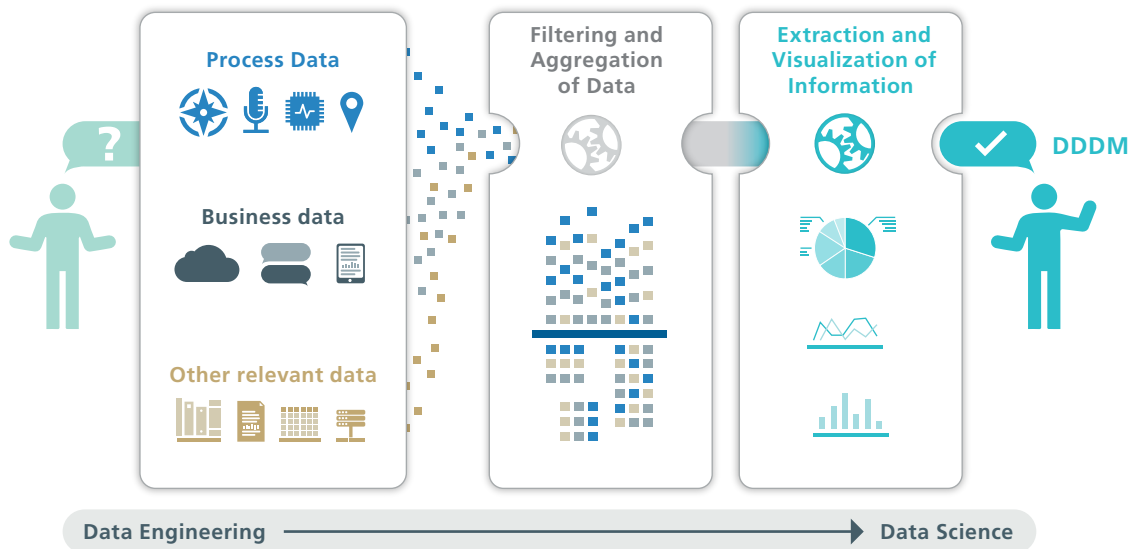 Process Data
Business data
Other relevant data
Filtering and
Aggregation
of Data
Extraction and
Visualization of
Information
?
DDDM
Data Engineering
Data Science